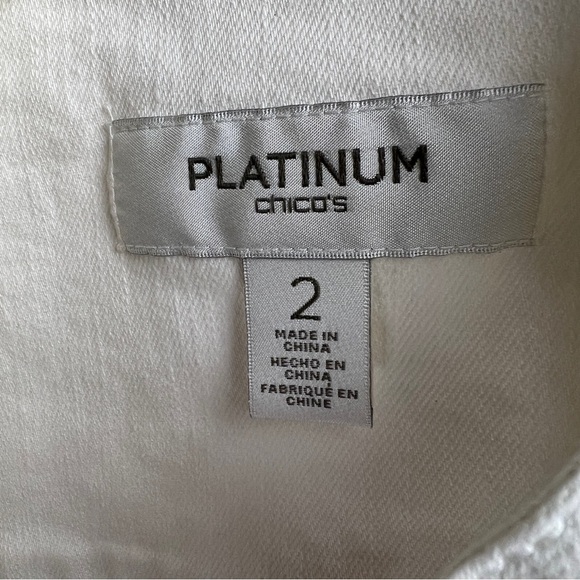 PLATINUM
chico's
2
MADE IN
CHINA
HECHO EN
CHINA
FABRIQUÉ EN
CHINE